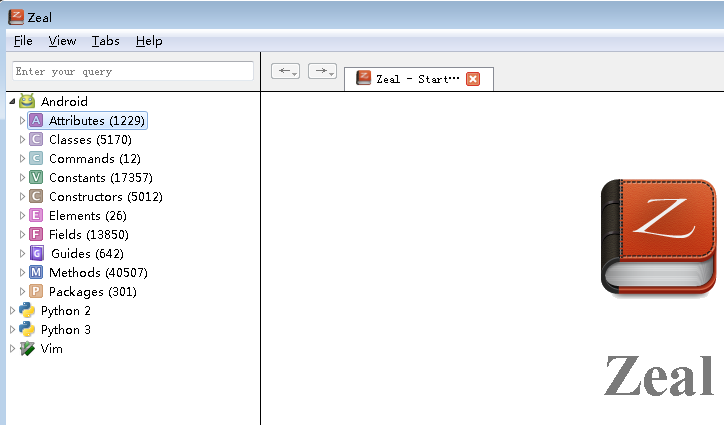 Zeal
File View Tabs Help
Enter your query
Zeal - Start…
Android
A Attributes (1229)
C Classes (5170)
C Commands (12)
V Constants (17357)
C Constructors (5012)
E Elements (26)
F Fields (13850)
G Guides (642)
M Methods (40507)
P Packages (301)
Python 2
Python 3
Vim
Z
Zeal